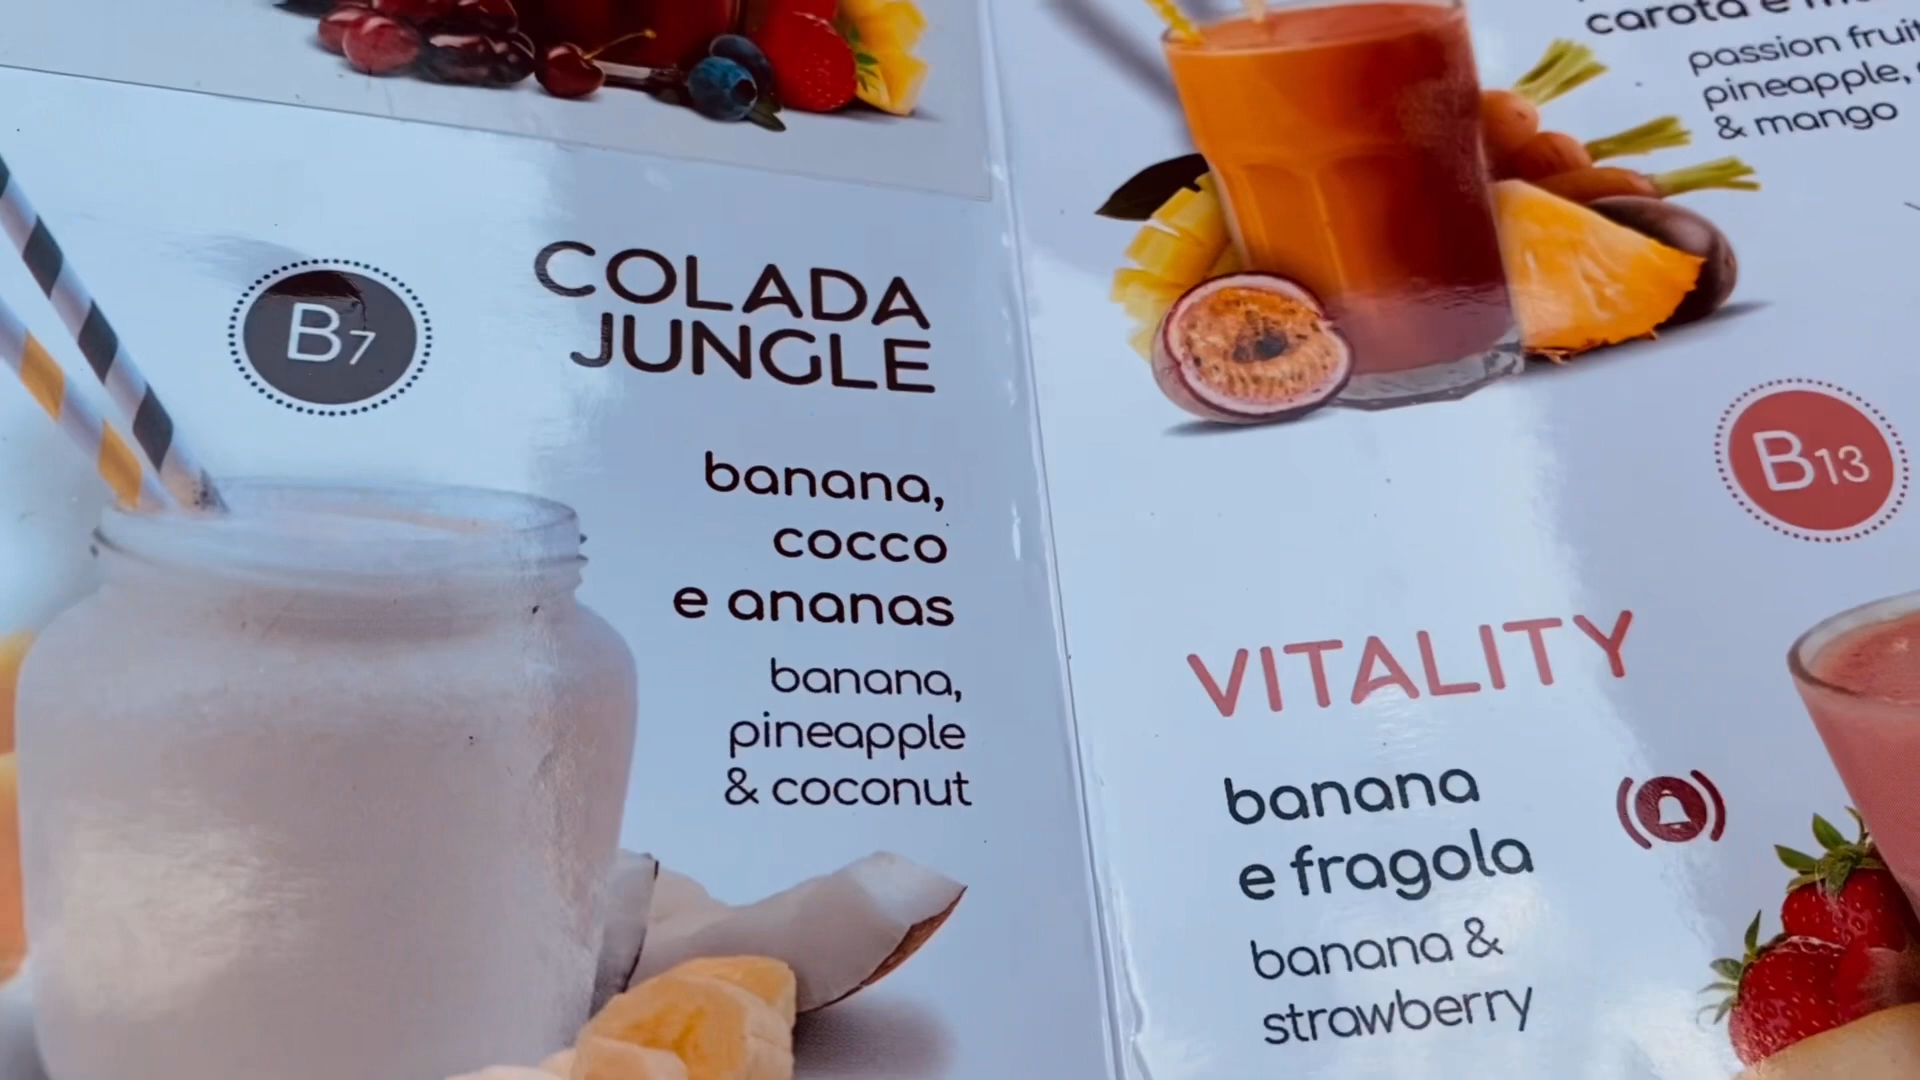 B7
COLADA
JUNGLE
banana,
cocco
e ananas
banana,
pineapple
& coconut
carota e
passion fruit
pineapple,
& mango
B13
VITALITY
banana
e fragola
banana &
strawberry